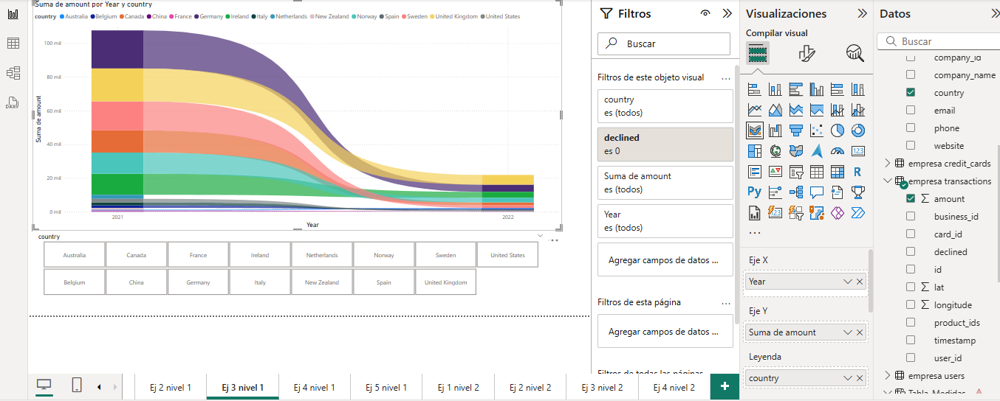 Suma de amount por Year y country
country Australia Belgium Canada China France Germany Ireland Italy Netherlands New Zealand Norway Spain Sweden United Kingdom United States
100 mil
80 mil
60 mil
40 mil
20 mil
0 mil
Suma de amount
2021
2022
Year
country
Australia
Canada
France
Ireland
Netherlands
Norway
Sweden
United States
Belgium
China
Germany
Italy
New Zealand
Spain
United Kingdom
Ej 2 nivel 1
Ej 3 nivel 1
Ej 4 nivel 1
Ej 5 nivel 1
Ej 1 nivel 2
Ej 2 nivel 2
Ej 3 nivel 2
Ej 4 nivel 2
+
DAX
Filtros
Buscar
Filtros de este objeto visual ...
country
es (todos)
declined
es 0
Suma de amount
es (todos)
Year
es (todos)
Agregar campos de datos ...
Filtros de esta página ...
Agregar campos de datos ...
Filtros de todas las páginas
Visualizaciones
Compilar visual
123
R
Py
123
...
Eje X
Year
Eje Y
Suma de amount
Leyenda
country
Datos
Buscar
company_id
company_name
country
email
phone
website
empresa credit_cards
empresa transactions
amount
business_id
card_id
declined
id
lat
longitude
product_ids
timestamp
user_id
empresa users
Tabla_Medidas